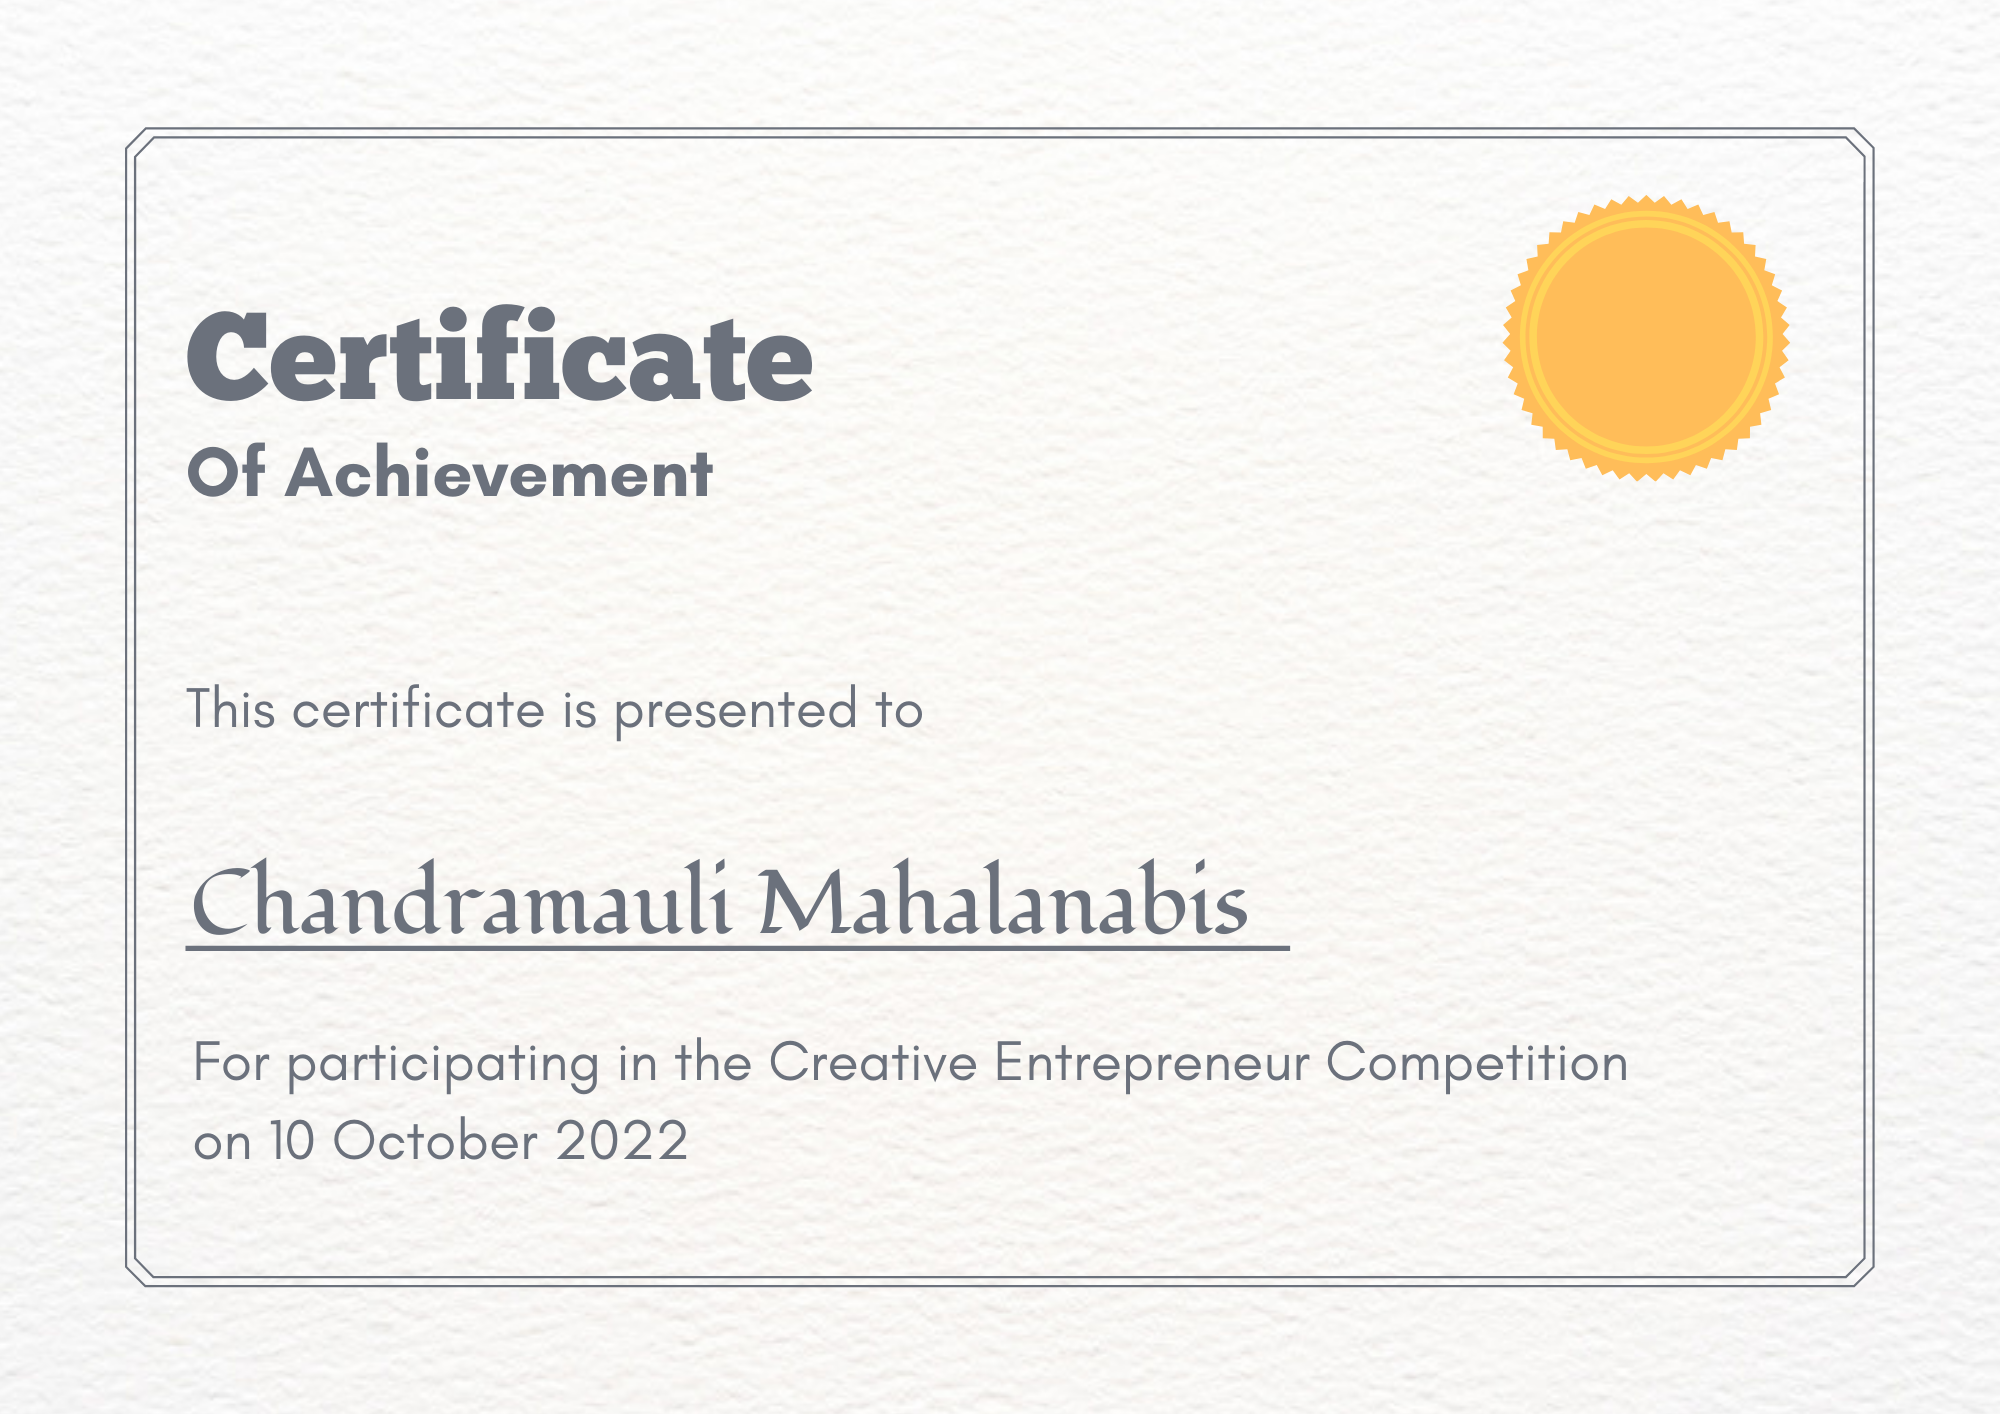 Certificate
Of Achievement
This certificate is presented to
Chandramauli Mahalanabis
For participating in the Creative Entrepreneur Competition
on 10 October 2022